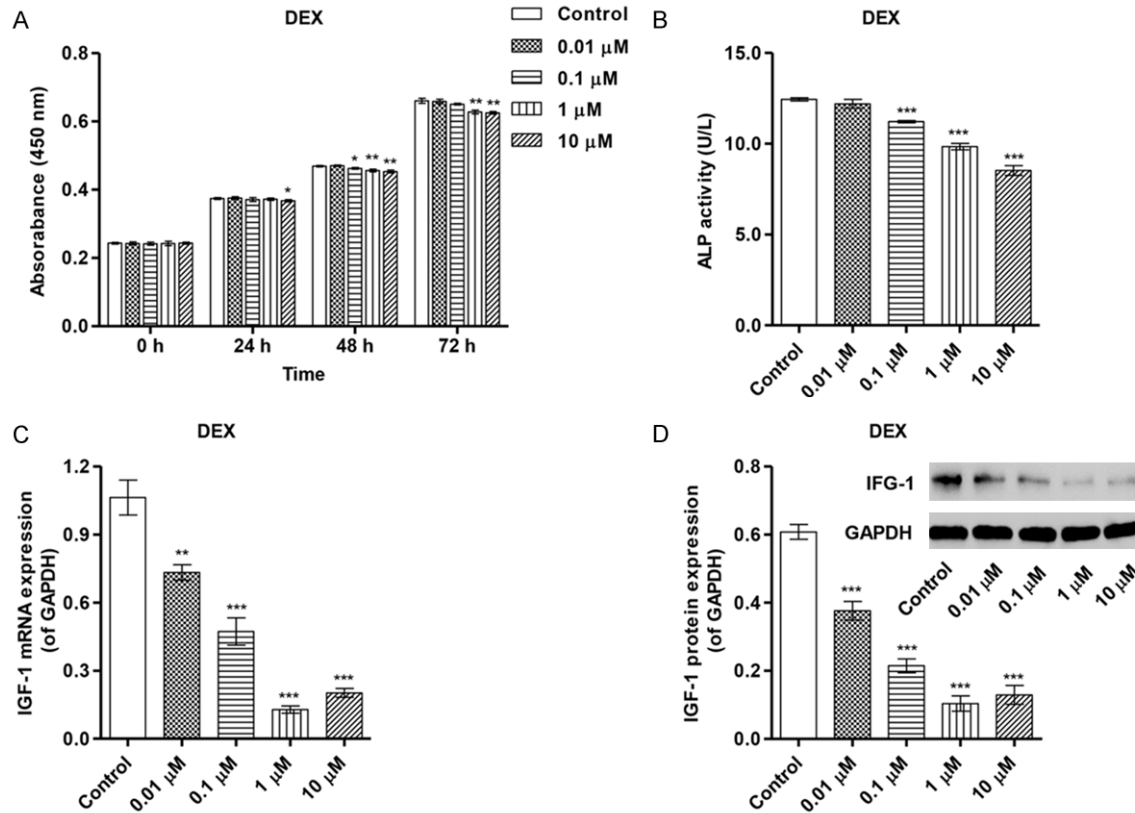 A
DEX
Control
0.01 μM
0.1 μM
1 μM
10 μM
Absorabance (450 nm)
0.8
0.6
0.4
0.2
0.0
*
* ** **
** **
0 h 24 h 48 h 72 h
Time
B
DEX
ALP activity (U/L)
15.0
10.0
5.0
0.0
***
***
***
Control 0.01 μM 0.1 μM 1 μM 10 μM
C
DEX
IGF-1 mRNA expression
(of GAPDH)
1.2
0.9
0.6
0.3
0.0
**
***
***
***
Control 0.01 μM 0.1 μM 1 μM 10 μM
D
DEX
IGF-1 protein expression
(of GAPDH)
0.8
0.6
0.4
0.2
0.0
***
***
***
***
Control 0.01 μM 0.1 μM 1 μM 10 μM
IFG-1
GAPDH
Control 0.01 μM 0.1 μM 1 μM 10 μM